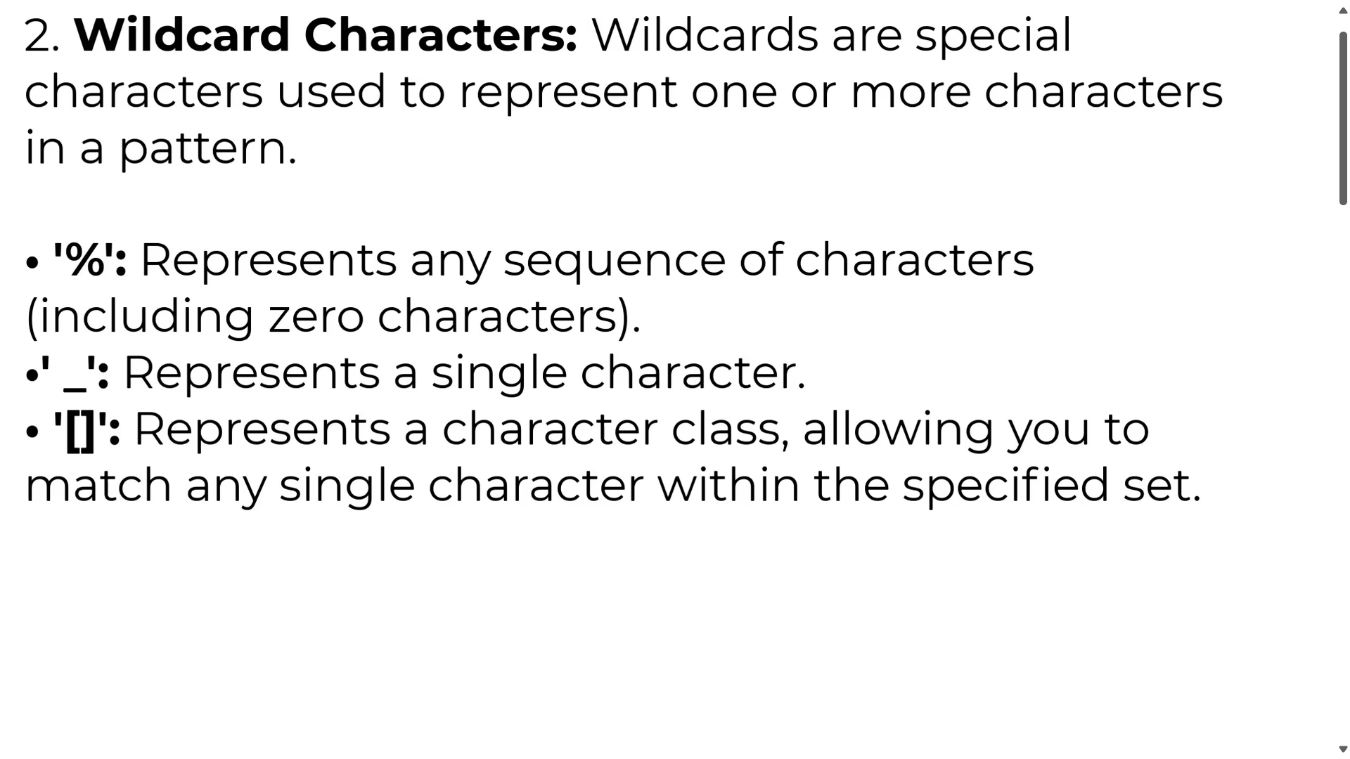 2. Wildcard Characters: Wildcards are special
characters used to represent one or more characters
in a pattern.
• '%': Represents any sequence of characters
(including zero characters).
•' _': Represents a single character.
• '[]': Represents a character class, allowing you to
match any single character within the specified set.